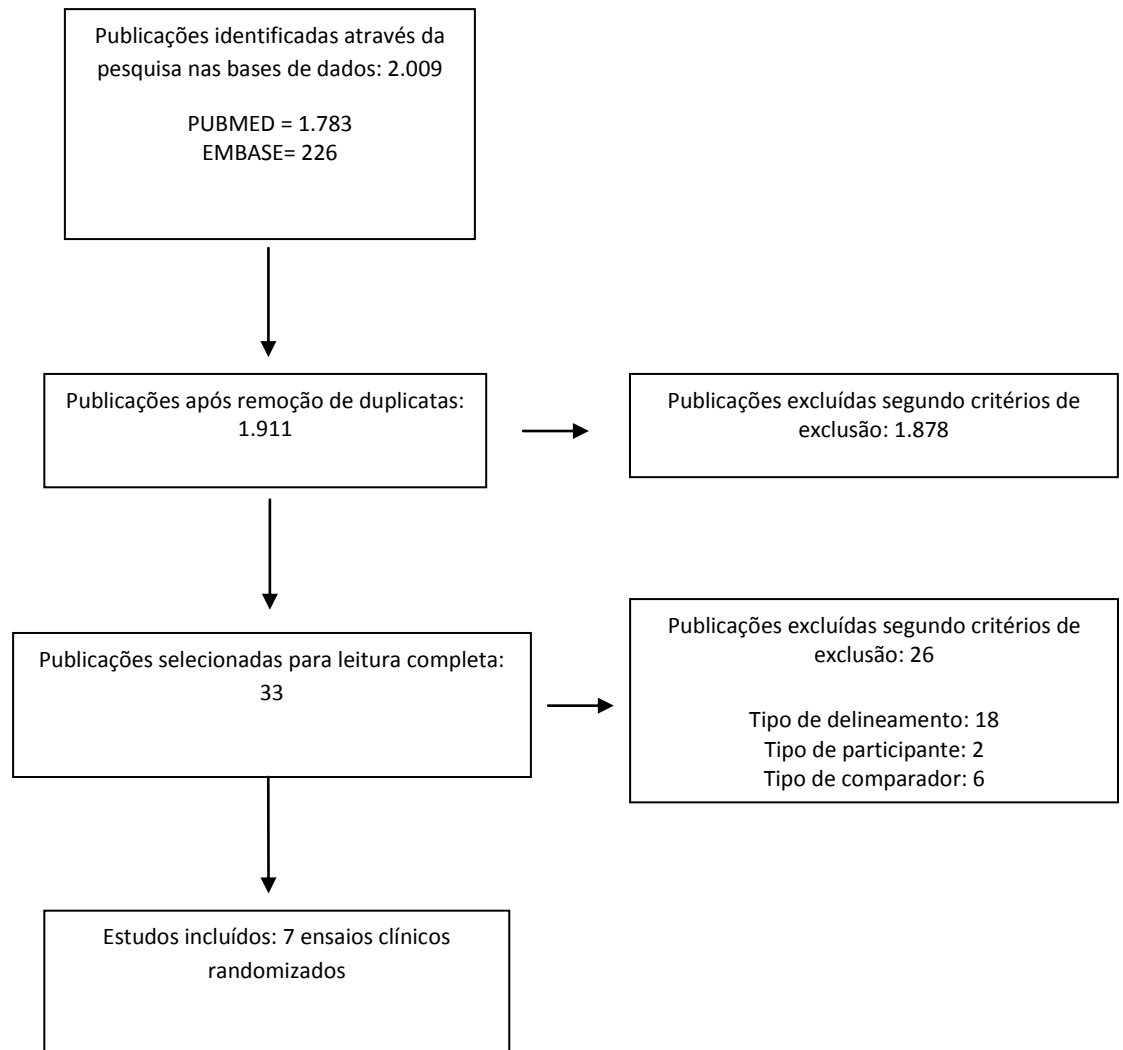 Publicações identificadas através da
pesquisa nas bases de dados: 2.009
PUBMED = 1.783
EMBASE= 226
Publicações após remoção de duplicatas:
1.911
Publicações excluídas segundo critérios de
exclusão: 1.878
Publicações selecionadas para leitura completa:
33
Publicações excluídas segundo critérios de
exclusão: 26
Tipo de delineamento: 18
Tipo de participante: 2
Tipo de comparador: 6
Estudos incluídos: 7 ensaios clínicos
randomizados